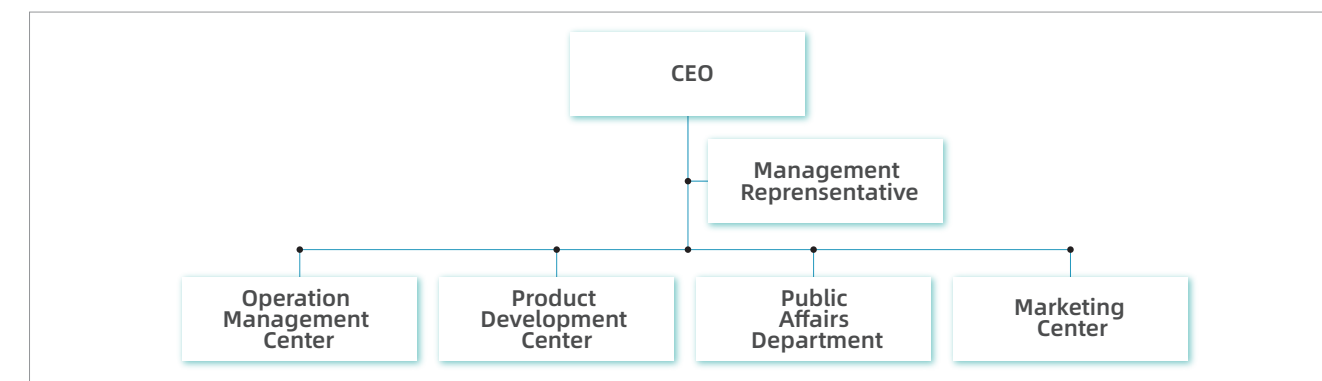 CEO
Management
Reprensentative
Operation
Management
Center
Product
Development
Center
Public
Affairs
Department
Marketing
Center